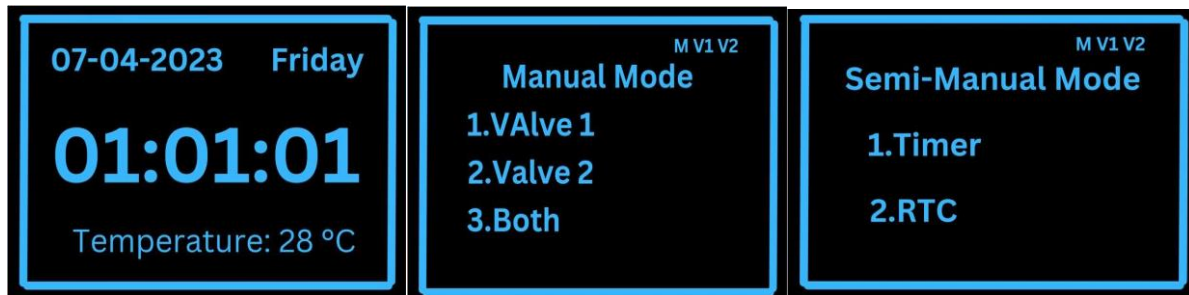 07-04-2023 Friday
01:01:01
Temperature: 28 °C
M V1 V2
Manual Mode
1.VAlve 1
2.Valve 2
3.Both
M V1 V2
Semi-Manual Mode
1.Timer
2.RTC